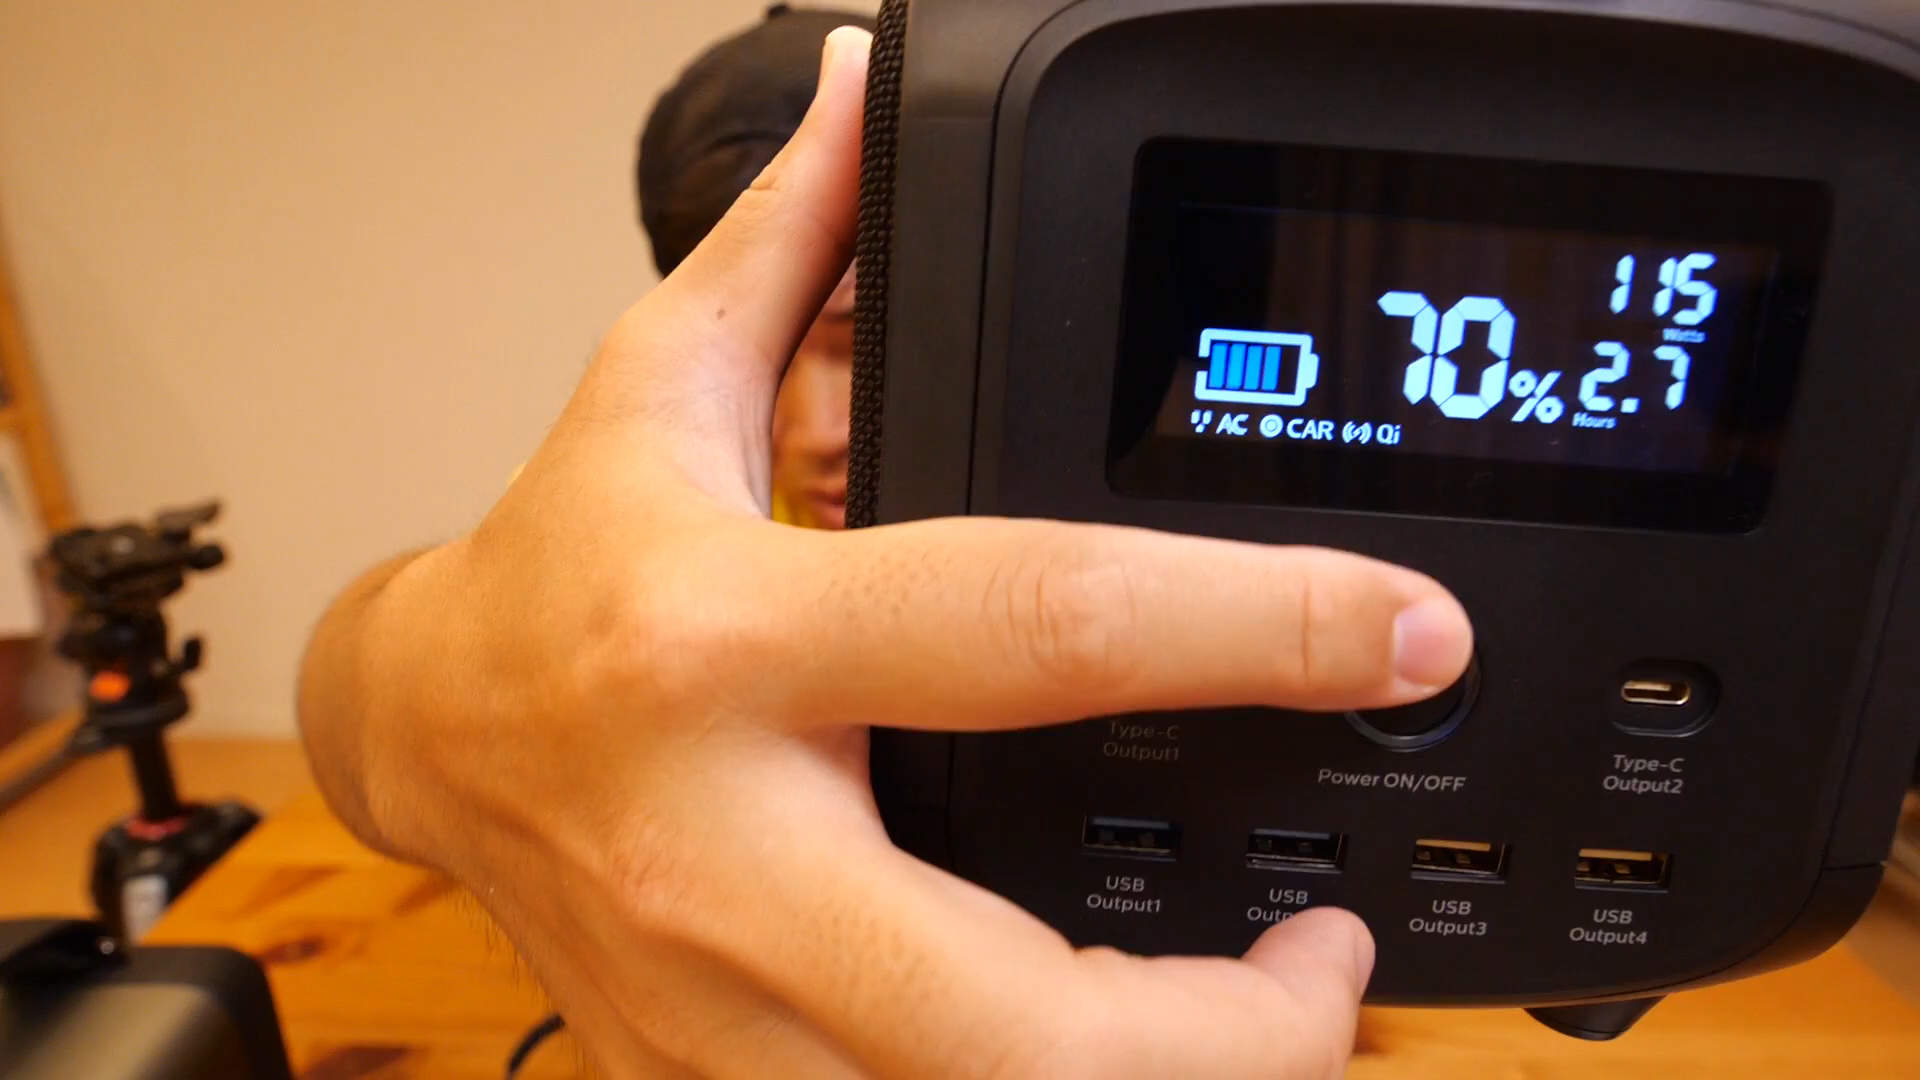 115
Watts
70% 2.7
Hours
AC CAR Qi
Type-C
Output1
Power ON/OFF
Type-C
Output2
USB
Output1
USB
USB
Output3
USB
Output4